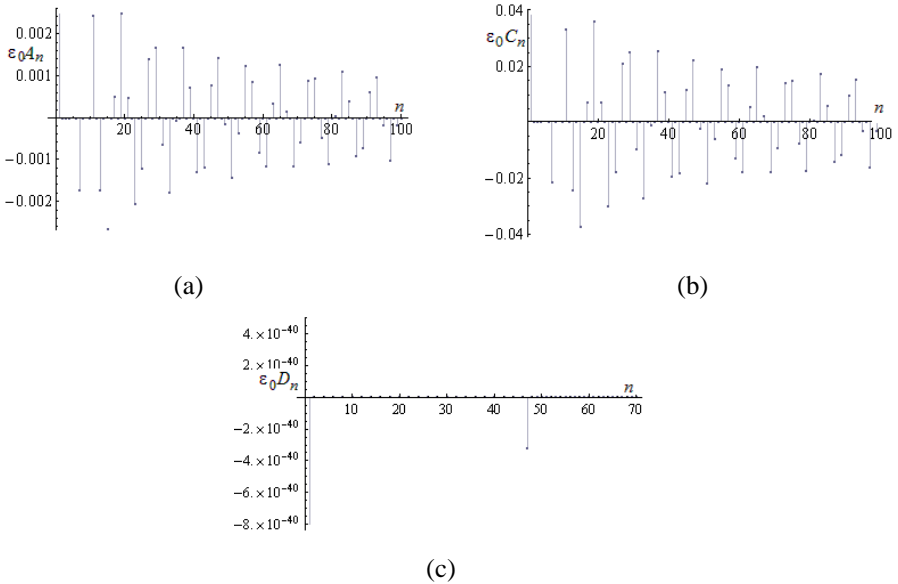 0.002
ε₀Aₙ
0.001
n
20 40 60 80 100
−0.001
−0.002
(a)
0.04
ε₀Cₙ
0.02
n
20 40 60 80 100
−0.02
−0.04
(b)
4.×10⁻⁴⁰
2.×10⁻⁴⁰
ε₀Dₙ
n
10 20 30 40 50 60 70
−2.×10⁻⁴⁰
−4.×10⁻⁴⁰
−6.×10⁻⁴⁰
−8.×10⁻⁴⁰
(c)